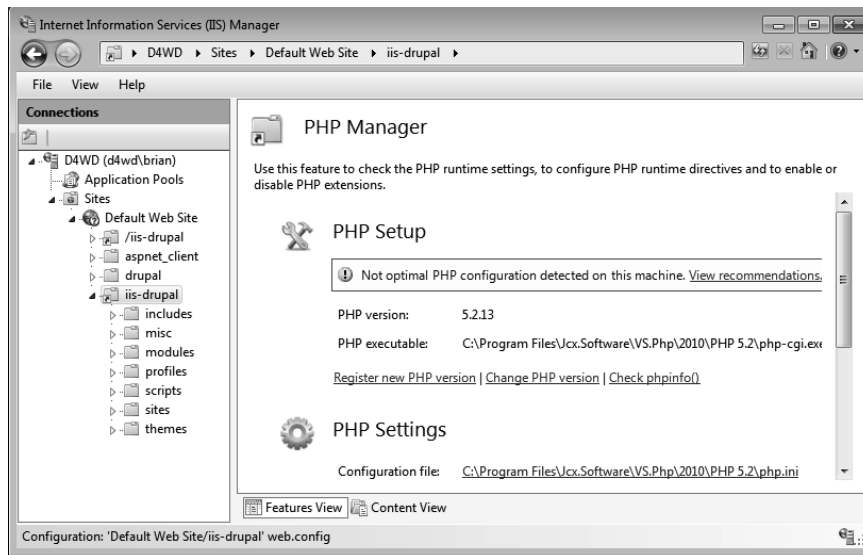 Internet Information Services (IIS) Manager
D4WD Sites Default Web Site iis-drupal
File View Help
Connections
D4WD (d4wd\brian)
Application Pools
Sites
Default Web Site
/iis-drupal
aspnet_client
drupal
iis-drupal
includes
misc
modules
profiles
scripts
sites
themes
PHP Manager
Use this feature to check the PHP runtime settings, to configure PHP runtime directives and to enable or
disable PHP extensions.
PHP Setup
Not optimal PHP configuration detected on this machine. View recommendations.
PHP version: 5.2.13
PHP executable: C:\Program Files\Jcx.Software\VS.Php\2010\PHP 5.2\php-cgi.exe
Register new PHP version | Change PHP version | Check phpinfo()
PHP Settings
Configuration file: C:\Program Files\Jcx.Software\VS.Php\2010\PHP 5.2\php.ini
Features View Content View
Configuration: 'Default Web Site/iis-drupal' web.config